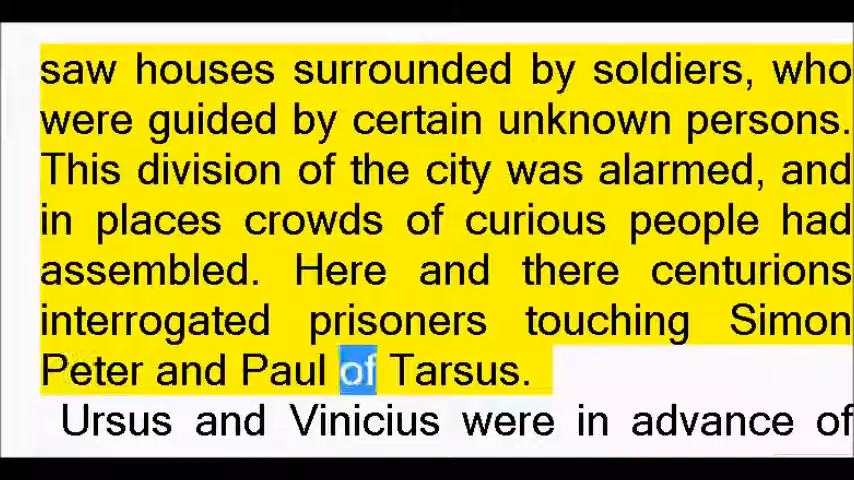 saw houses surrounded by soldiers, who
were guided by certain unknown persons.
This division of the city was alarmed, and
in places crowds of curious people had
assembled. Here and there centurions
interrogated prisoners touching Simon
Peter and Paul of Tarsus.
Ursus and Vinicius were in advance of